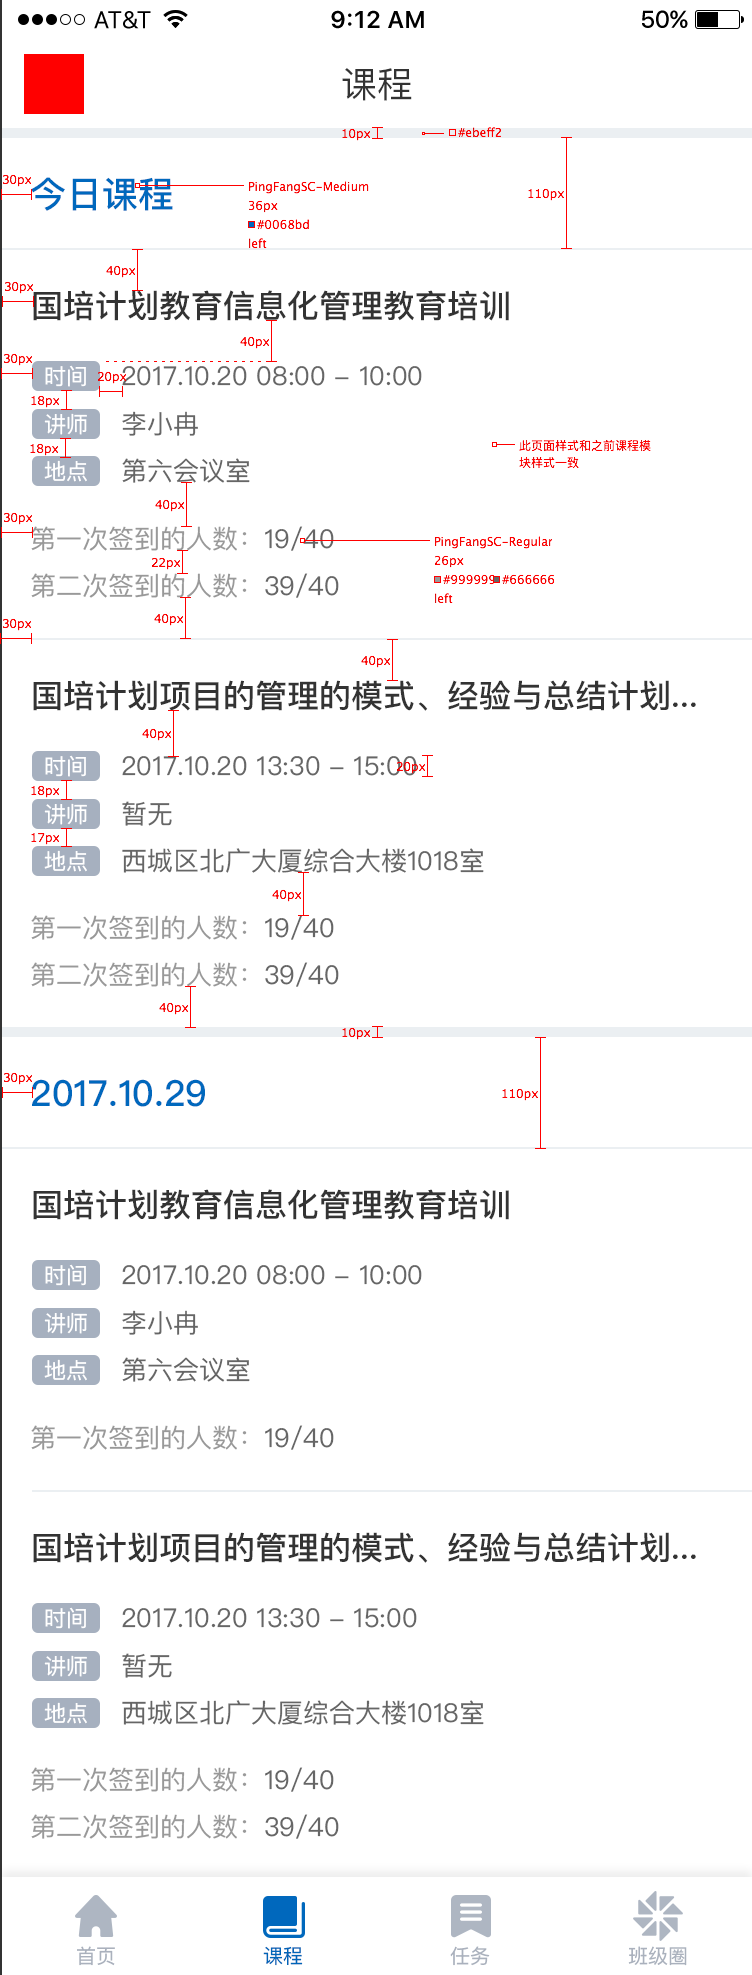 AT&T 9:12 AM 50%
课程
10px #ebeff2
30px 今日课程 PingFangSC-Medium 110px
36px
#0068bd
left
40px
30px 国培计划教育信息化管理教育培训
40px
30px 时间 20px 2017.10.20 08:00 - 10:00
18px
讲师 李小冉 此页面样式和之前课程模
18px 块样式一致
地点 第六会议室
40px
30px 第一次签到的人数：19/40 PingFangSC-Regular
22px 26px
第二次签到的人数：39/40 #999999 #666666
left
40px
30px
40px
国培计划项目的管理的模式、经验与总结计划...
40px
时间 2017.10.20 13:30 - 15:00 20px
18px
讲师 暂无
17px
地点 西城区北广大厦综合大楼1018室
40px
第一次签到的人数：19/40
第二次签到的人数：39/40
40px
10px
30px 2017.10.29 110px
国培计划教育信息化管理教育培训
时间 2017.10.20 08:00 - 10:00
讲师 李小冉
地点 第六会议室
第一次签到的人数：19/40
国培计划项目的管理的模式、经验与总结计划...
时间 2017.10.20 13:30 - 15:00
讲师 暂无
地点 西城区北广大厦综合大楼1018室
第一次签到的人数：19/40
第二次签到的人数：39/40
首页 课程 任务 班级圈